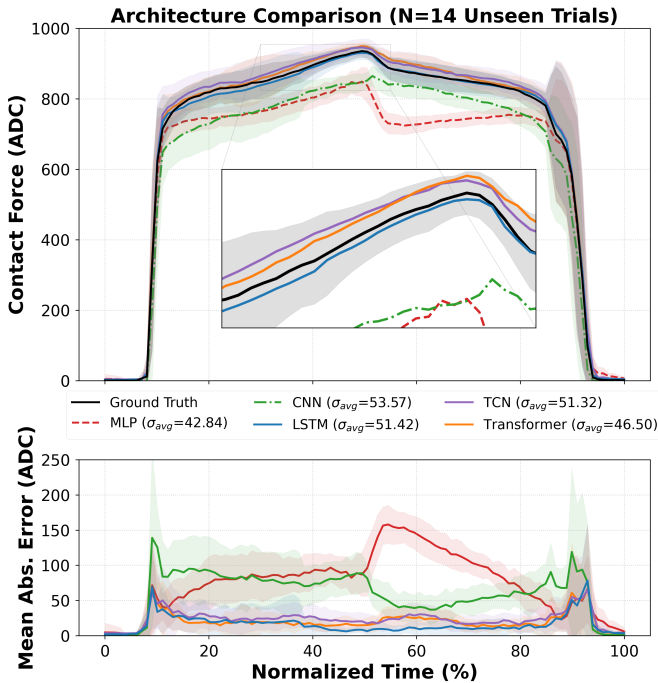 Architecture Comparison (N=14 Unseen Trials)
Contact Force (ADC)
1000
800
600
400
200
0
Ground Truth
MLP (σavg=42.84)
CNN (σavg=53.57)
LSTM (σavg=51.42)
TCN (σavg=51.32)
Transformer (σavg=46.50)
Mean Abs. Error (ADC)
250
200
150
100
50
0
0 20 40 60 80 100
Normalized Time (%)